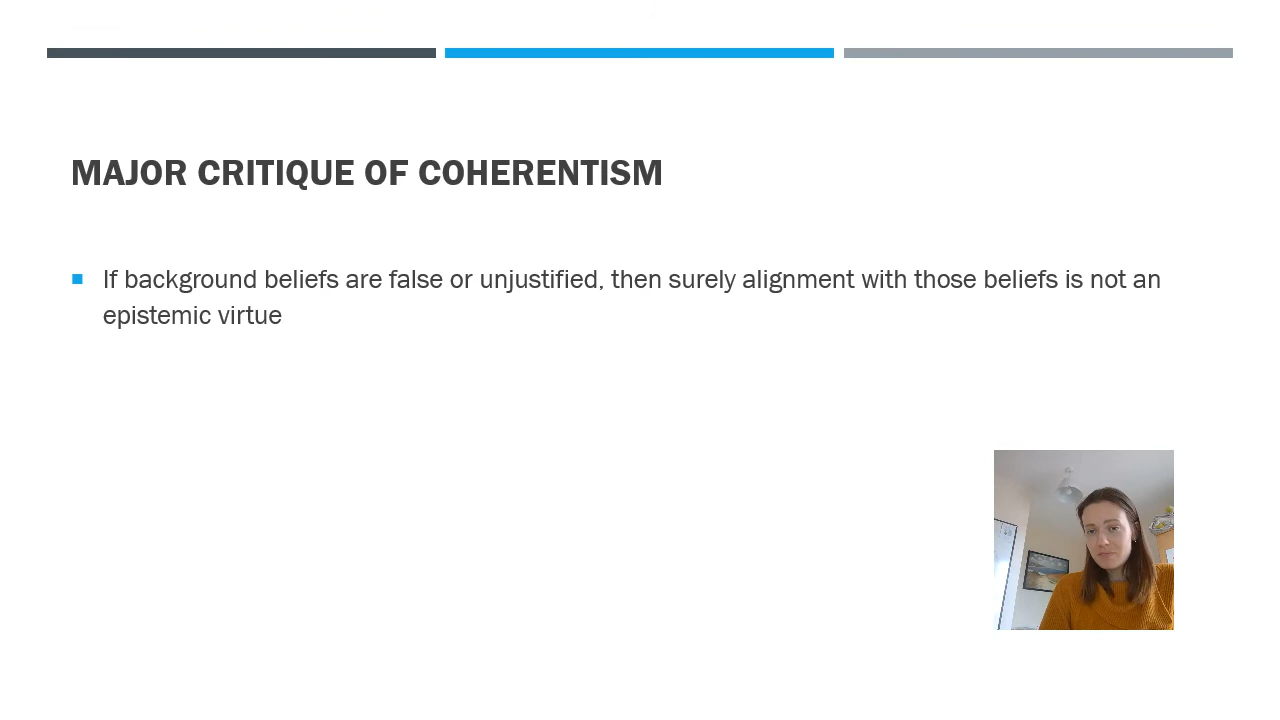 MAJOR CRITIQUE OF COHERENTISM
If background beliefs are false or unjustified, then surely alignment with those beliefs is not an
epistemic virtue